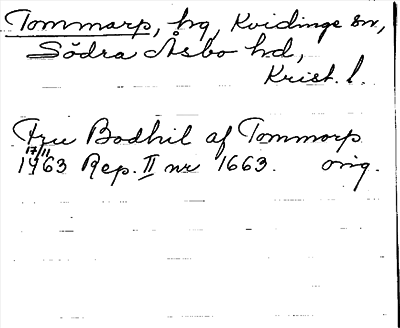 Tommarp, hg, Kvidinge sn,
Södra Åsbo hd,
Krist. l.
Fru Bodhil af Tommarp
17/11
1463 Rep. II nr 1663. orig.